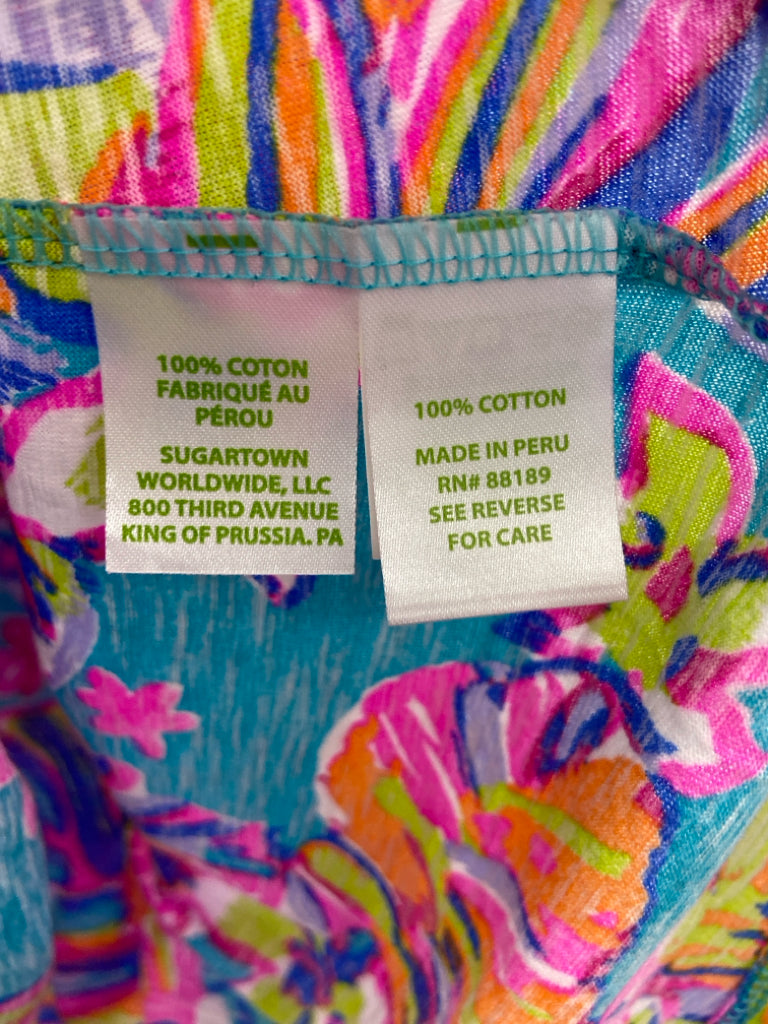 100% COTON
FABRIQUÉ AU
PÉROU
SUGARTOWN
WORLDWIDE, LLC
800 THIRD AVENUE
KING OF PRUSSIA. PA
100% COTTON
MADE IN PERU
RN# 88189
SEE REVERSE
FOR CARE